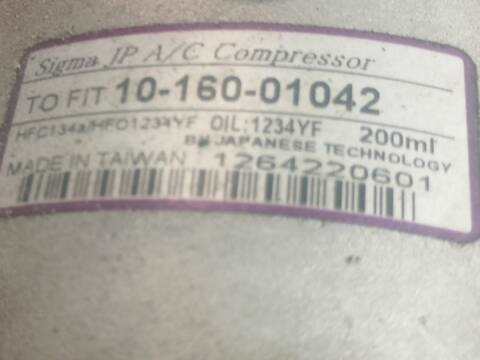 Sigma JP A/C Compressor
TO FIT 10-160-01042
HFC134a/HFO1234YF OIL:1234YF 200ml
BY JAPANESE TECHNOLOGY
MADE IN TAIWAN 1264220601